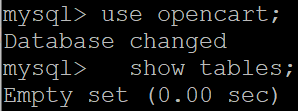 mysql> use opencart;
Database changed
mysql>   show tables;
Empty set (0.00 sec)